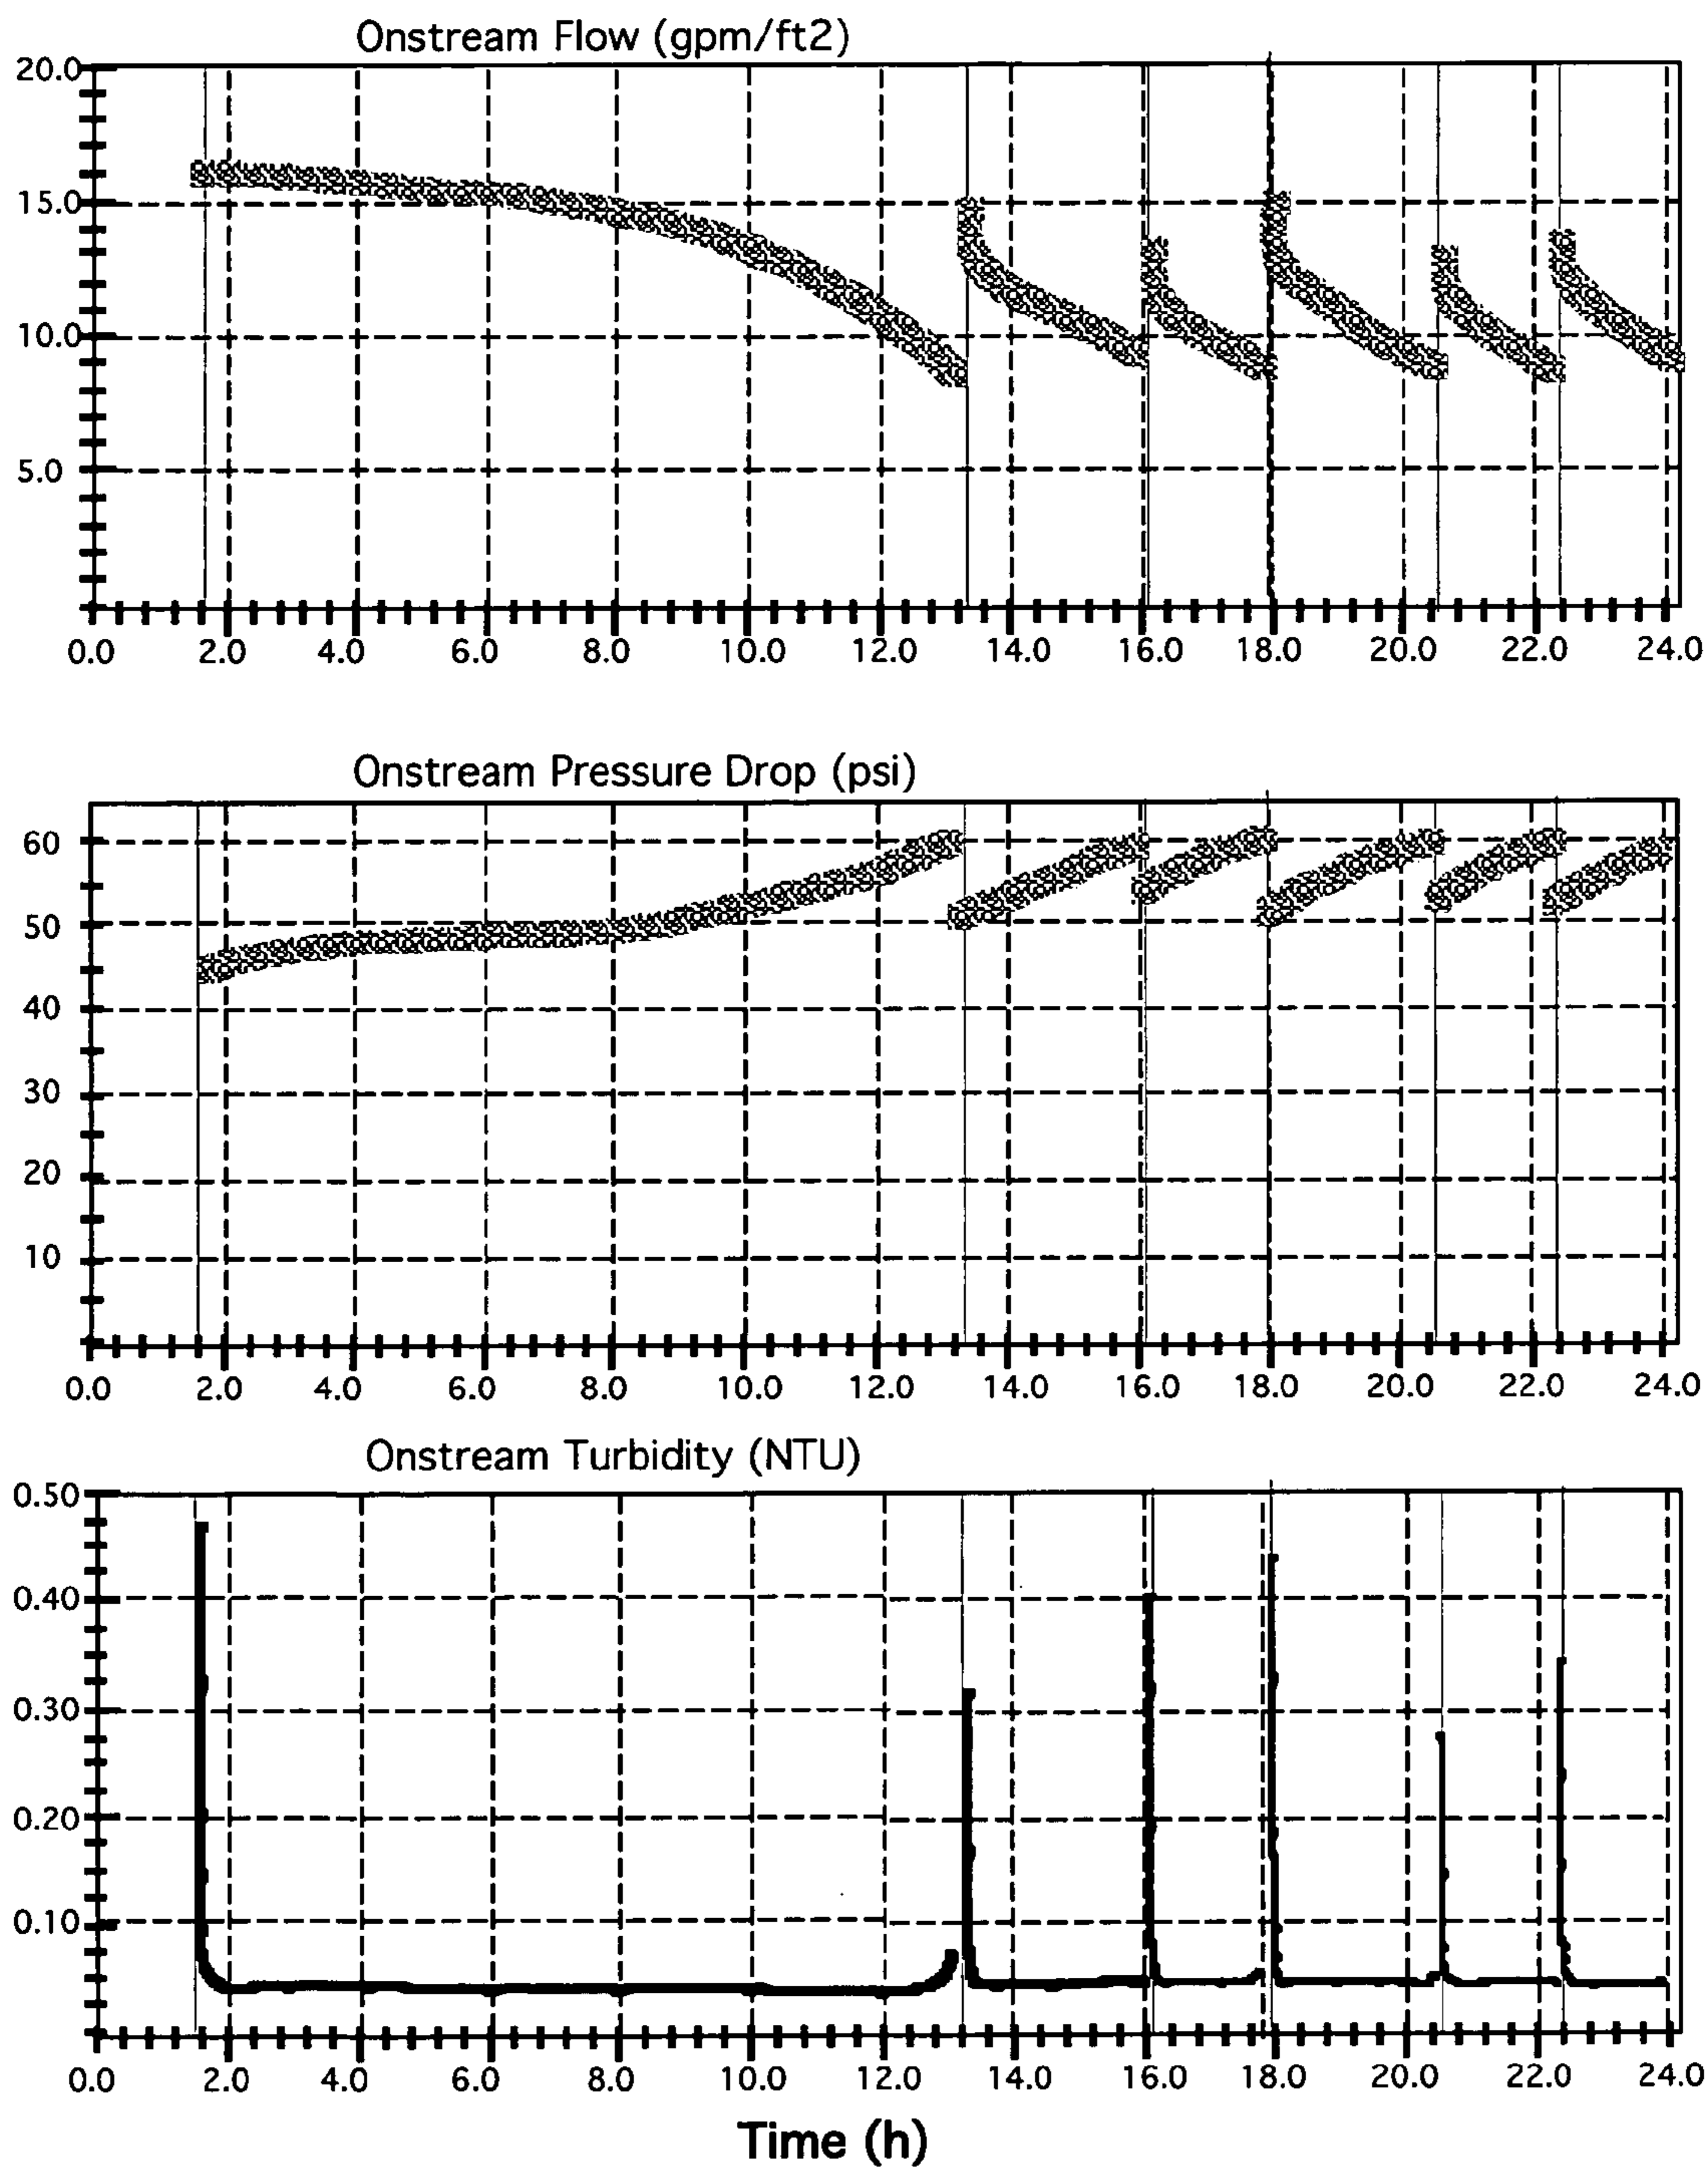 Onstream Flow (gpm/ft2)
20.0
15.0
10.0
5.0
0.0 2.0 4.0 6.0 8.0 10.0 12.0 14.0 16.0 18.0 20.0 22.0 24.0
Onstream Pressure Drop (psi)
60
50
40
30
20
10
0.0 2.0 4.0 6.0 8.0 10.0 12.0 14.0 16.0 18.0 20.0 22.0 24.0
Onstream Turbidity (NTU)
0.50
0.40
0.30
0.20
0.10
0.0 2.0 4.0 6.0 8.0 10.0 12.0 14.0 16.0 18.0 20.0 22.0 24.0
Time (h)